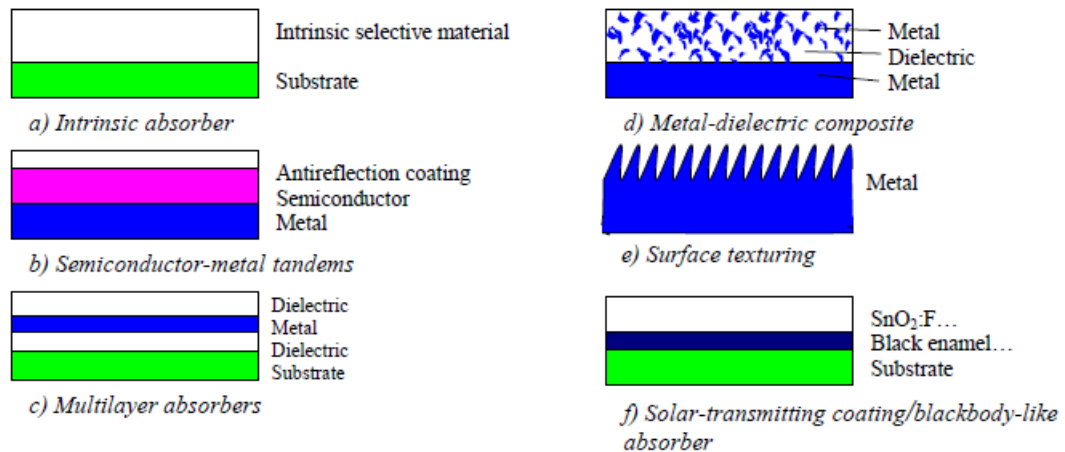 Intrinsic selective material
Substrate
a) Intrinsic absorber
Antireflection coating
Semiconductor
Metal
b) Semiconductor-metal tandems
Dielectric
Metal
Dielectric
Substrate
c) Multilayer absorbers
Metal
Dielectric
Metal
d) Metal-dielectric composite
Metal
e) Surface texturing
SnO₂:F…
Black enamel…
Substrate
f) Solar-transmitting coating/blackbody-like
absorber